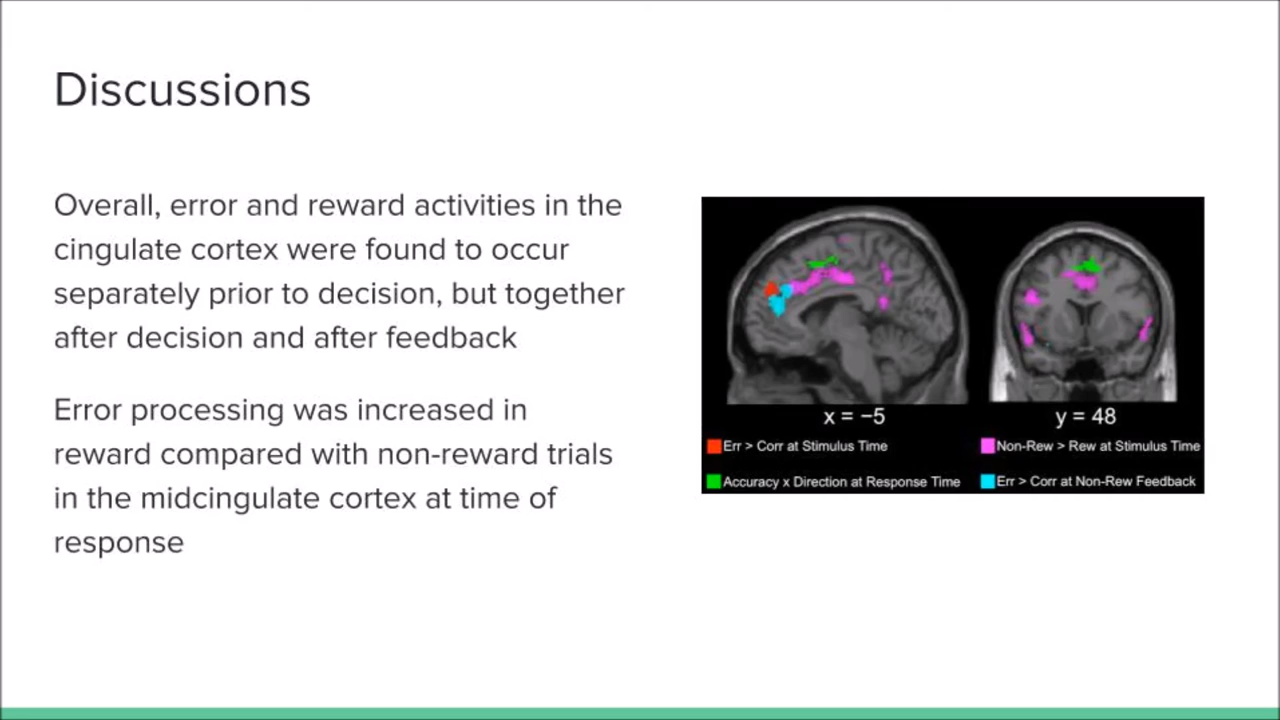 Discussions
Overall, error and reward activities in the
cingulate cortex were found to occur
separately prior to decision, but together
after decision and after feedback
Error processing was increased in
reward compared with non-reward trials
in the midcingulate cortex at time of
response
x = −5
y = 48
Err > Corr at Stimulus Time
Non-Rew > Rew at Stimulus Time
Accuracy x Direction at Response Time
Err > Corr at Non-Rew Feedback